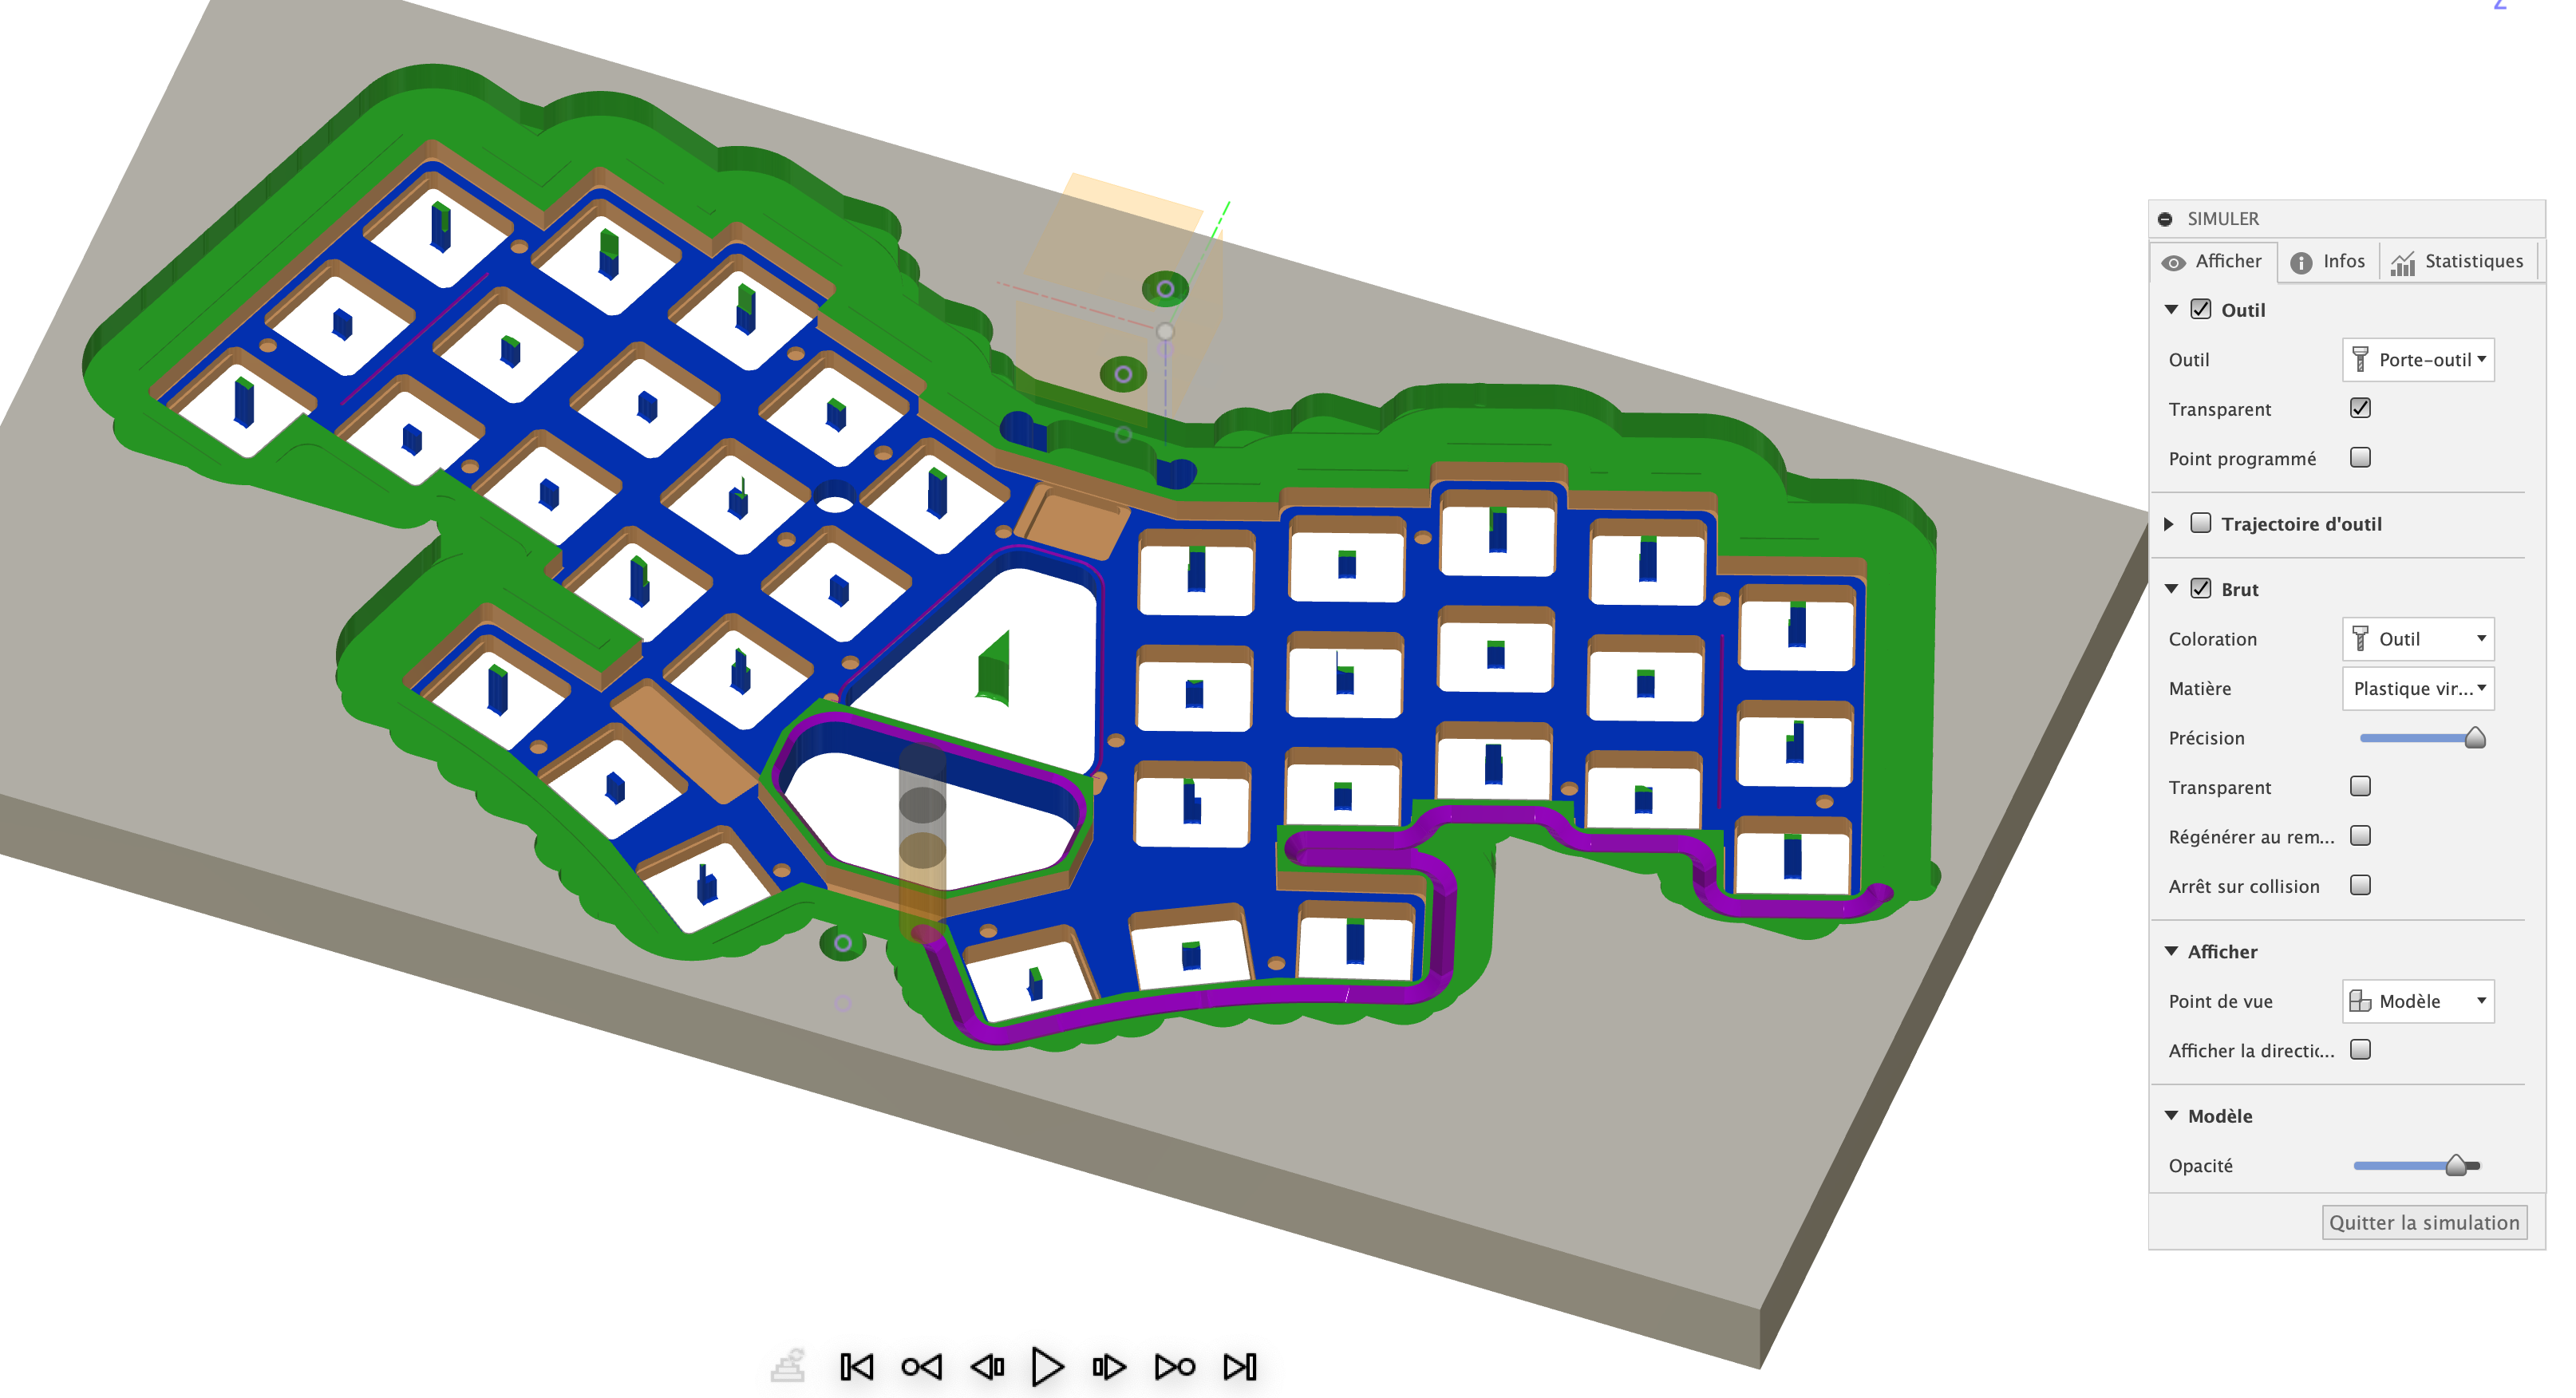 Z
SIMULER
Afficher Infos Statistiques
Outil
Outil Porte-outil
Transparent
Point programmé
Trajectoire d'outil
Brut
Coloration Outil
Matière Plastique vir...
Précision
Transparent
Régénérer au rem...
Arrêt sur collision
Afficher
Point de vue Modèle
Afficher la directic...
Modèle
Opacité
Quitter la simulation